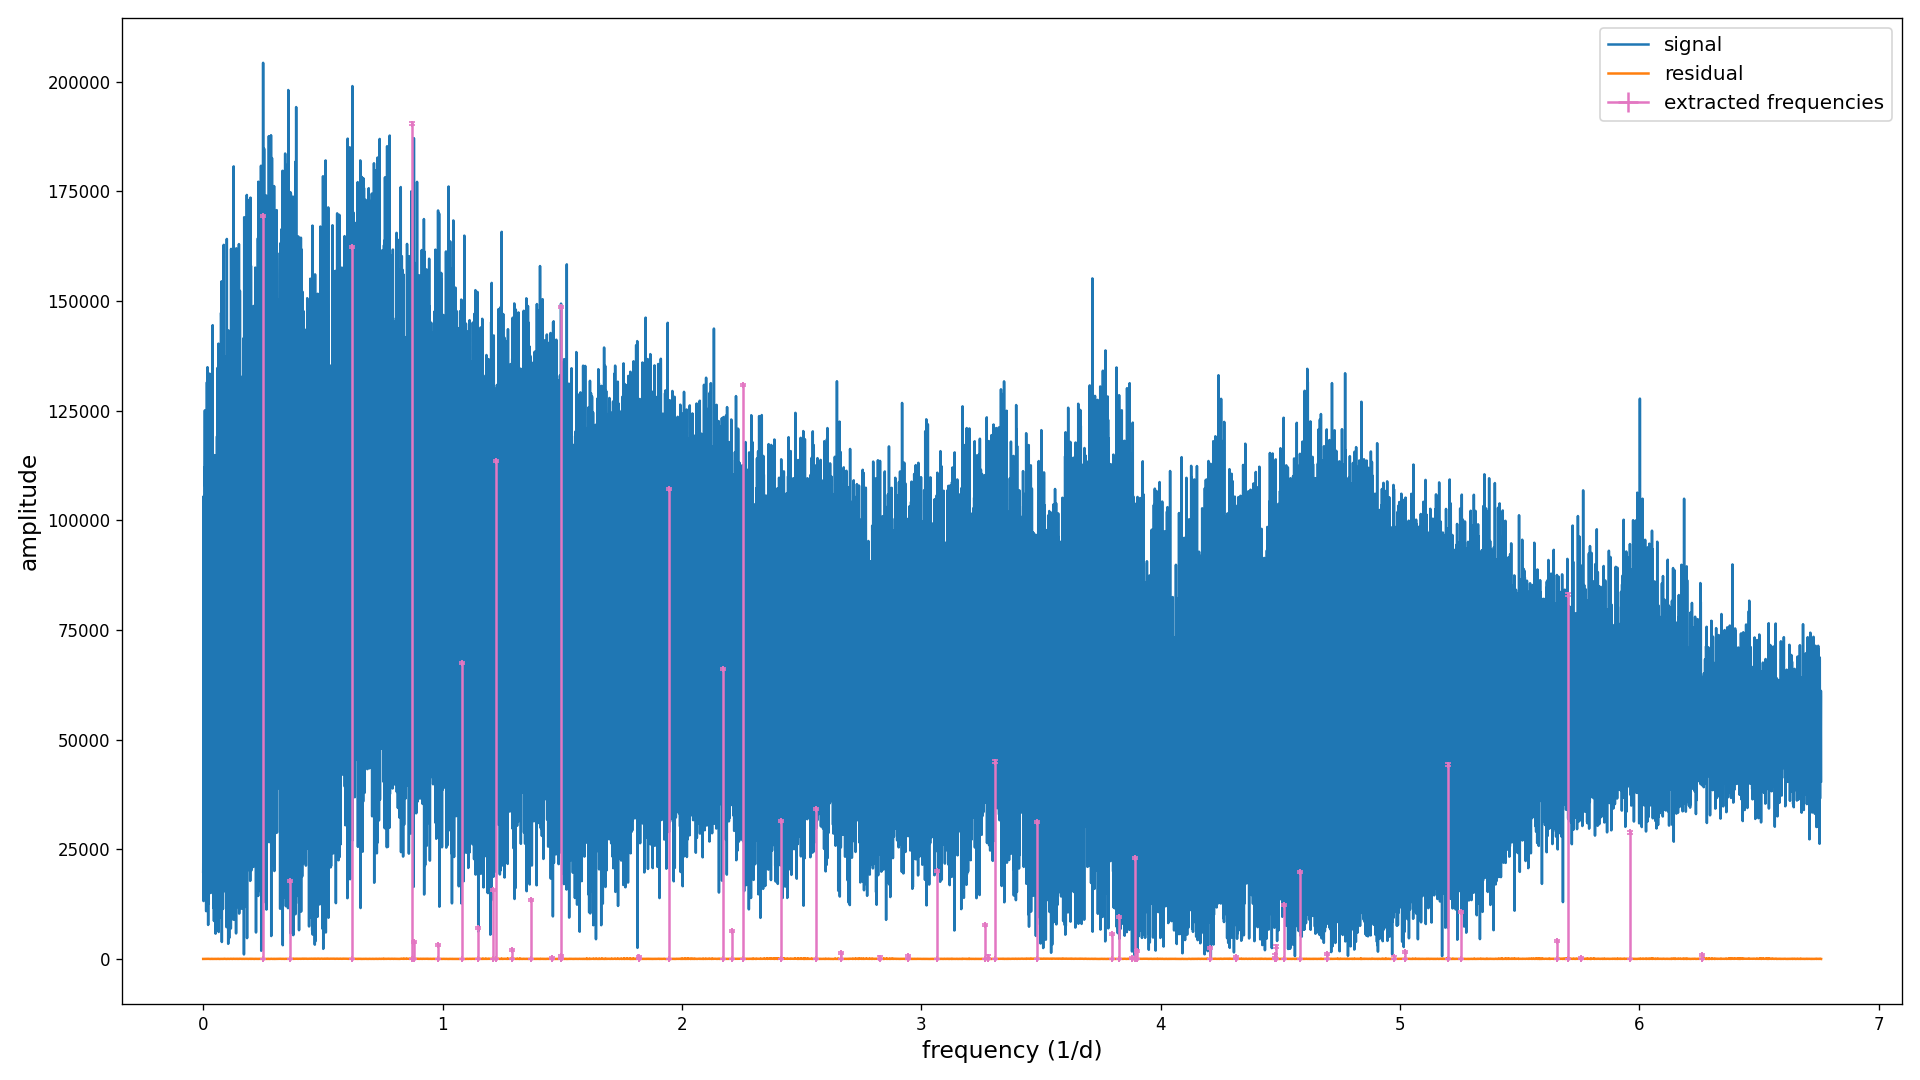 signal
residual
extracted frequencies
amplitude
200000
175000
150000
125000
100000
75000
50000
25000
0
0 1 2 3 4 5 6 7
frequency (1/d)